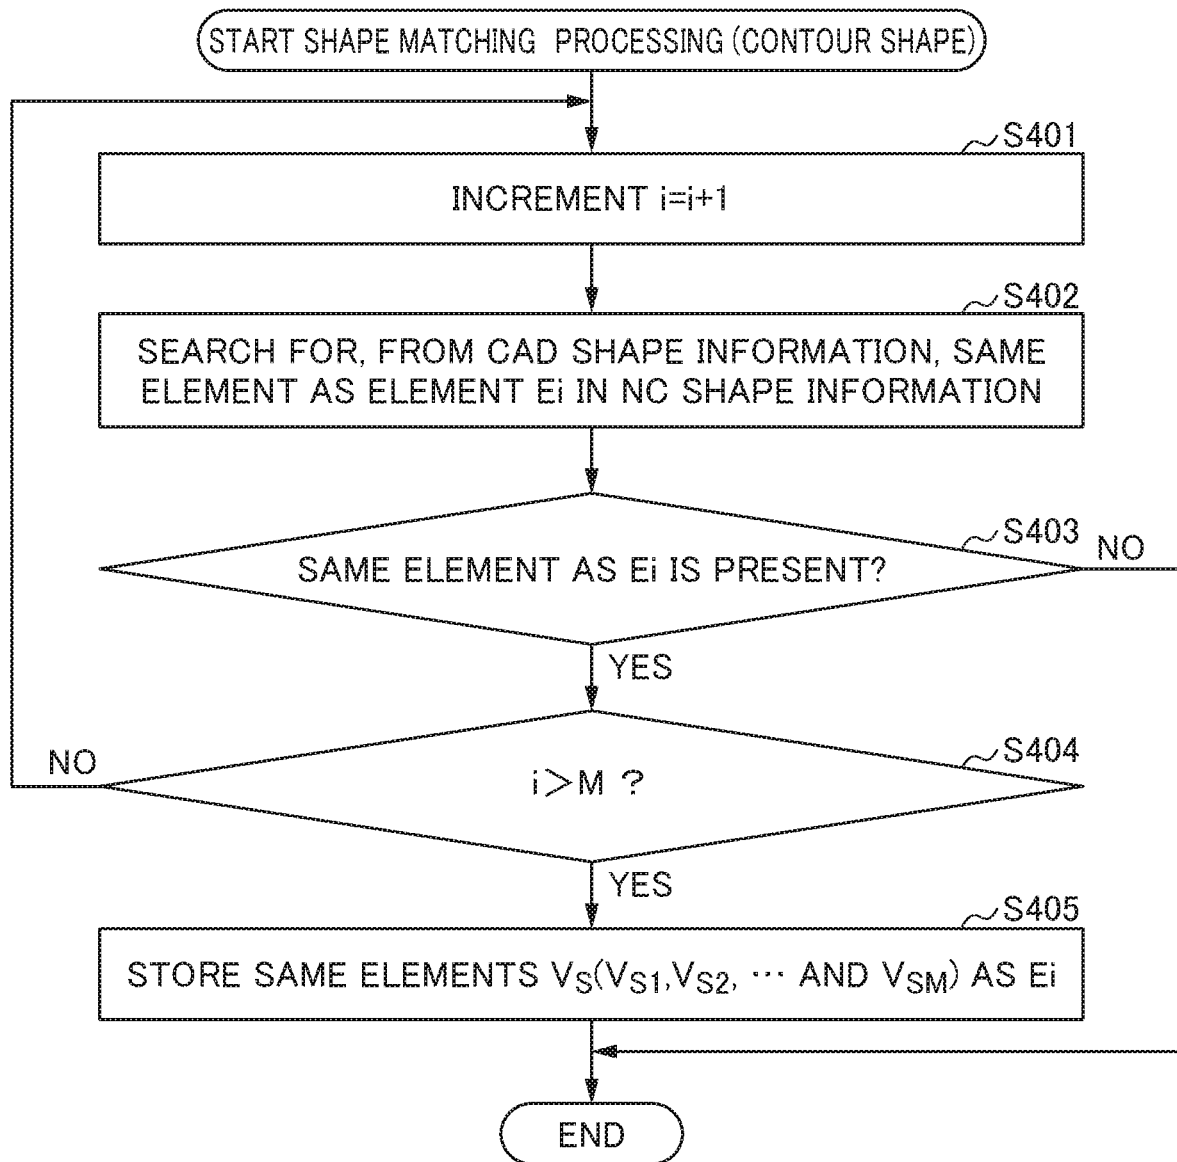 START SHAPE MATCHING PROCESSING (CONTOUR SHAPE)
S401
INCREMENT i=i+1
S402
SEARCH FOR, FROM CAD SHAPE INFORMATION, SAME
ELEMENT AS ELEMENT Ei IN NC SHAPE INFORMATION
S403
NO
SAME ELEMENT AS Ei IS PRESENT?
YES
S404
NO
i>M ?
YES
S405
STORE SAME ELEMENTS VS(VS1,VS2, ··· AND VSM) AS Ei
END